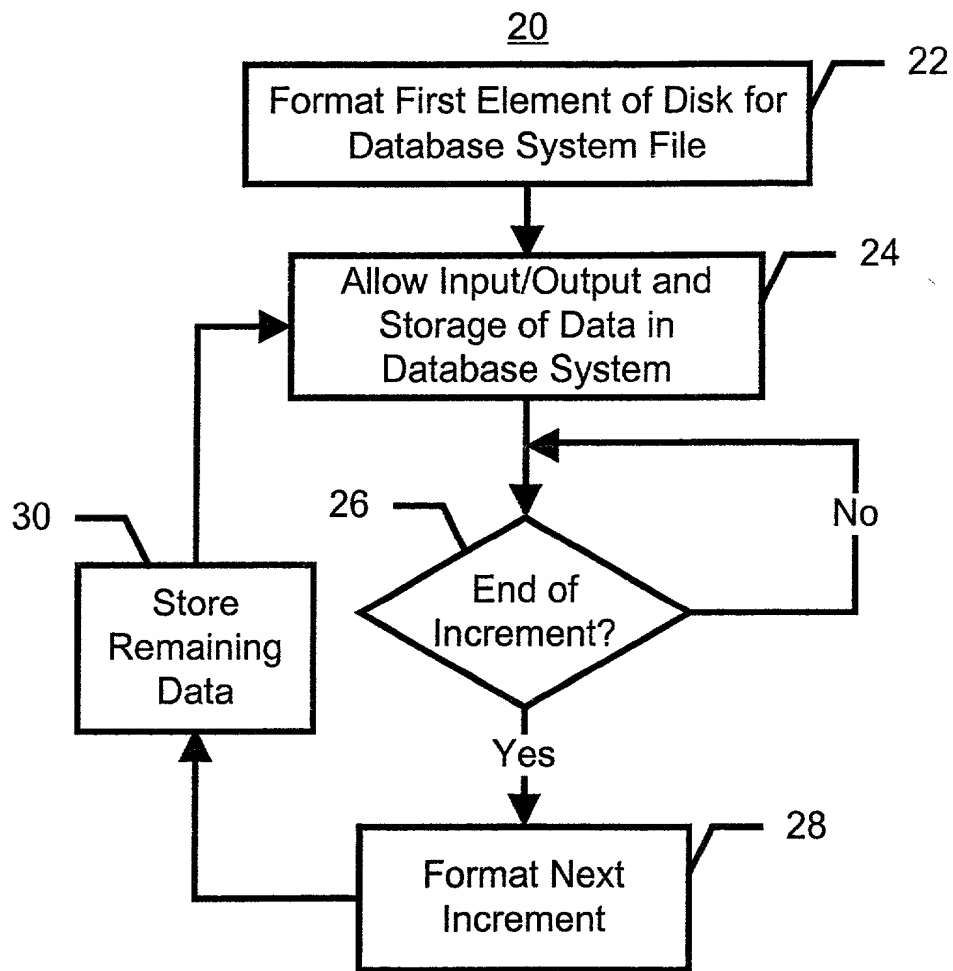 20
22
Format First Element of Disk for
Database System File
24
Allow Input/Output and
Storage of Data in
Database System
30
26
No
Store
Remaining
Data
End of
Increment?
Yes
28
Format Next
Increment